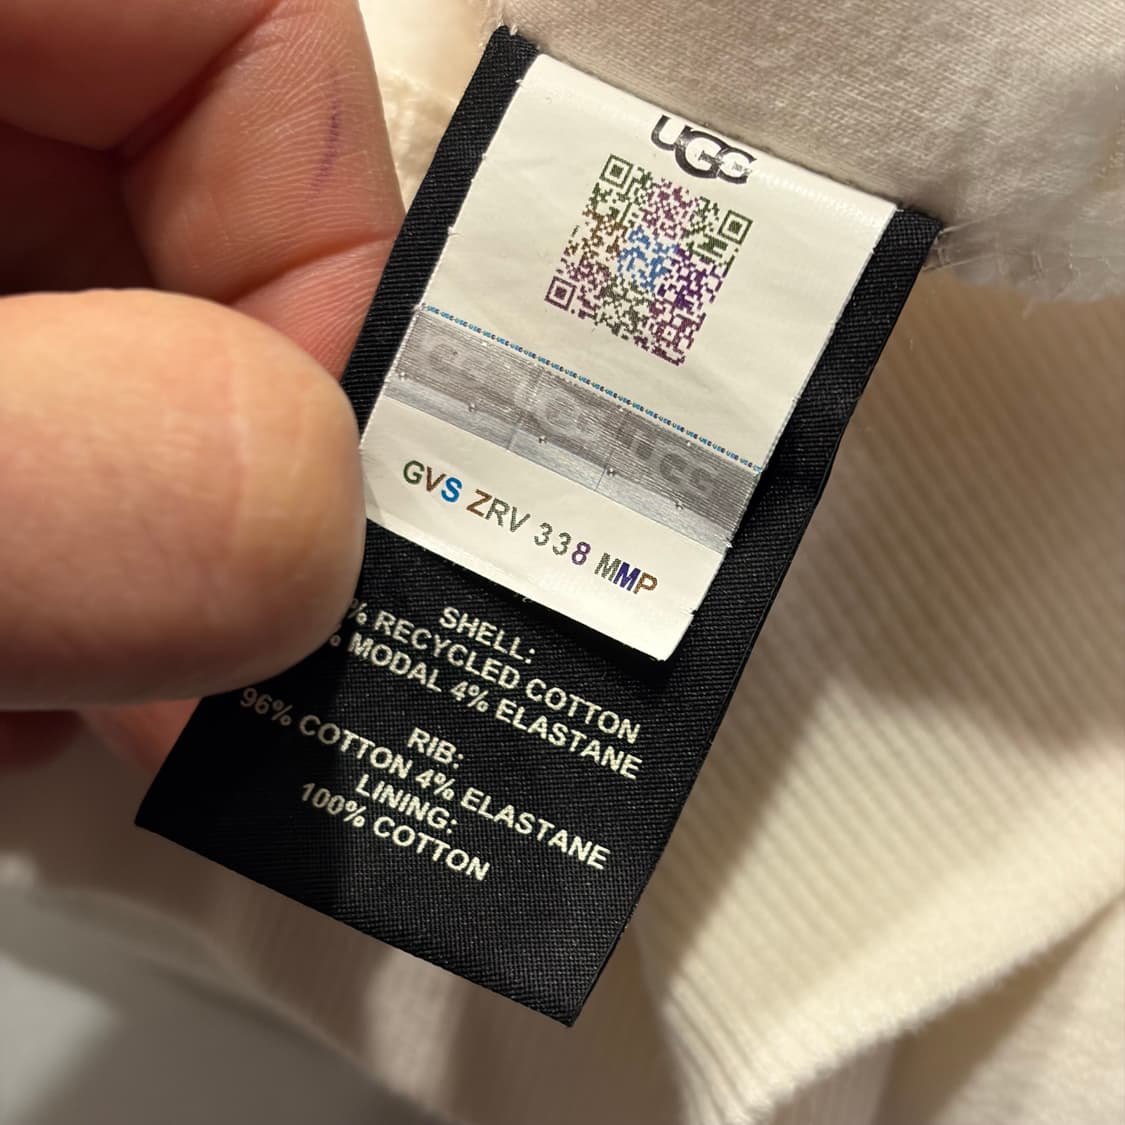 UGG
GVS ZRV 338 MMP
SHELL:
% RECYCLED COTTON
% MODAL 4% ELASTANE
RIB:
96% COTTON 4% ELASTANE
LINING:
100% COTTON